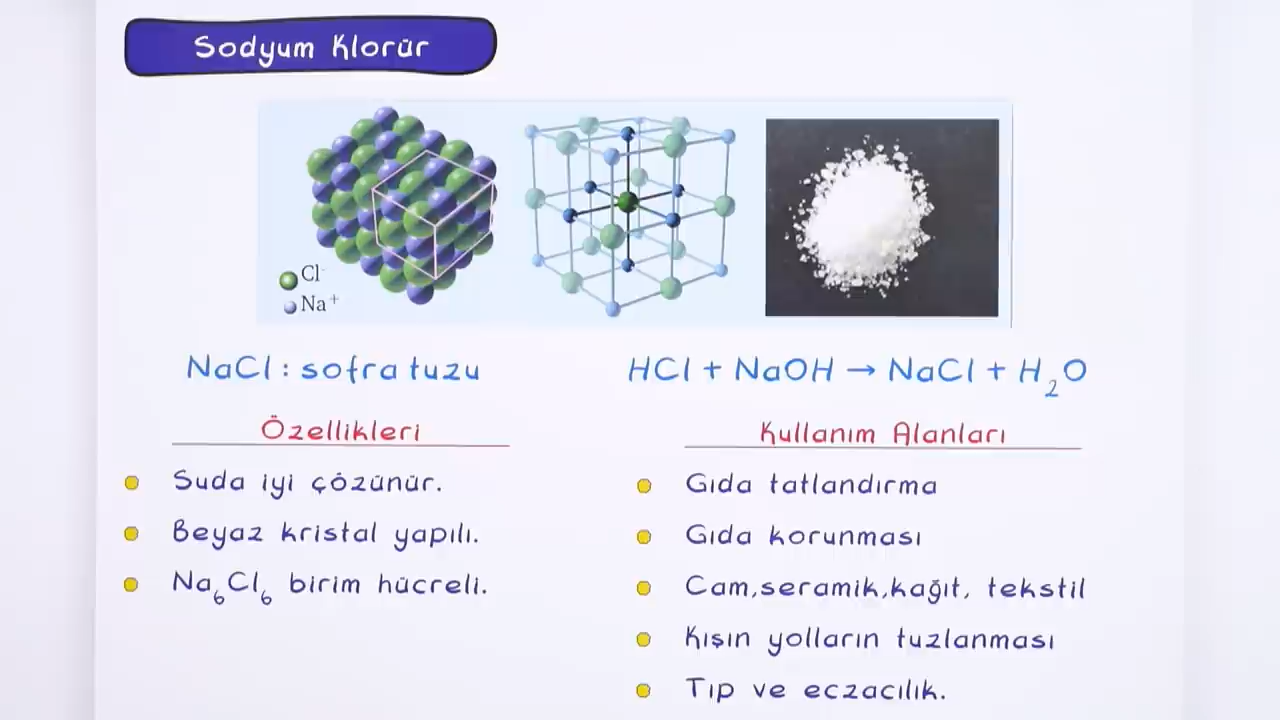 Sodyum Klorür
Cl⁻
Na⁺
NaCl : sofra tuzu
HCl + NaOH → NaCl + H₂O
Özellikleri
Suda iyi çözünür.
Beyaz kristal yapılı.
Na₆Cl₆ birim hücreli.
Kullanım Alanları
Gıda tatlandırma
Gıda korunması
Cam,seramik,kağıt, tekstil
Kışın yolların tuzlanması
Tıp ve eczacılık.